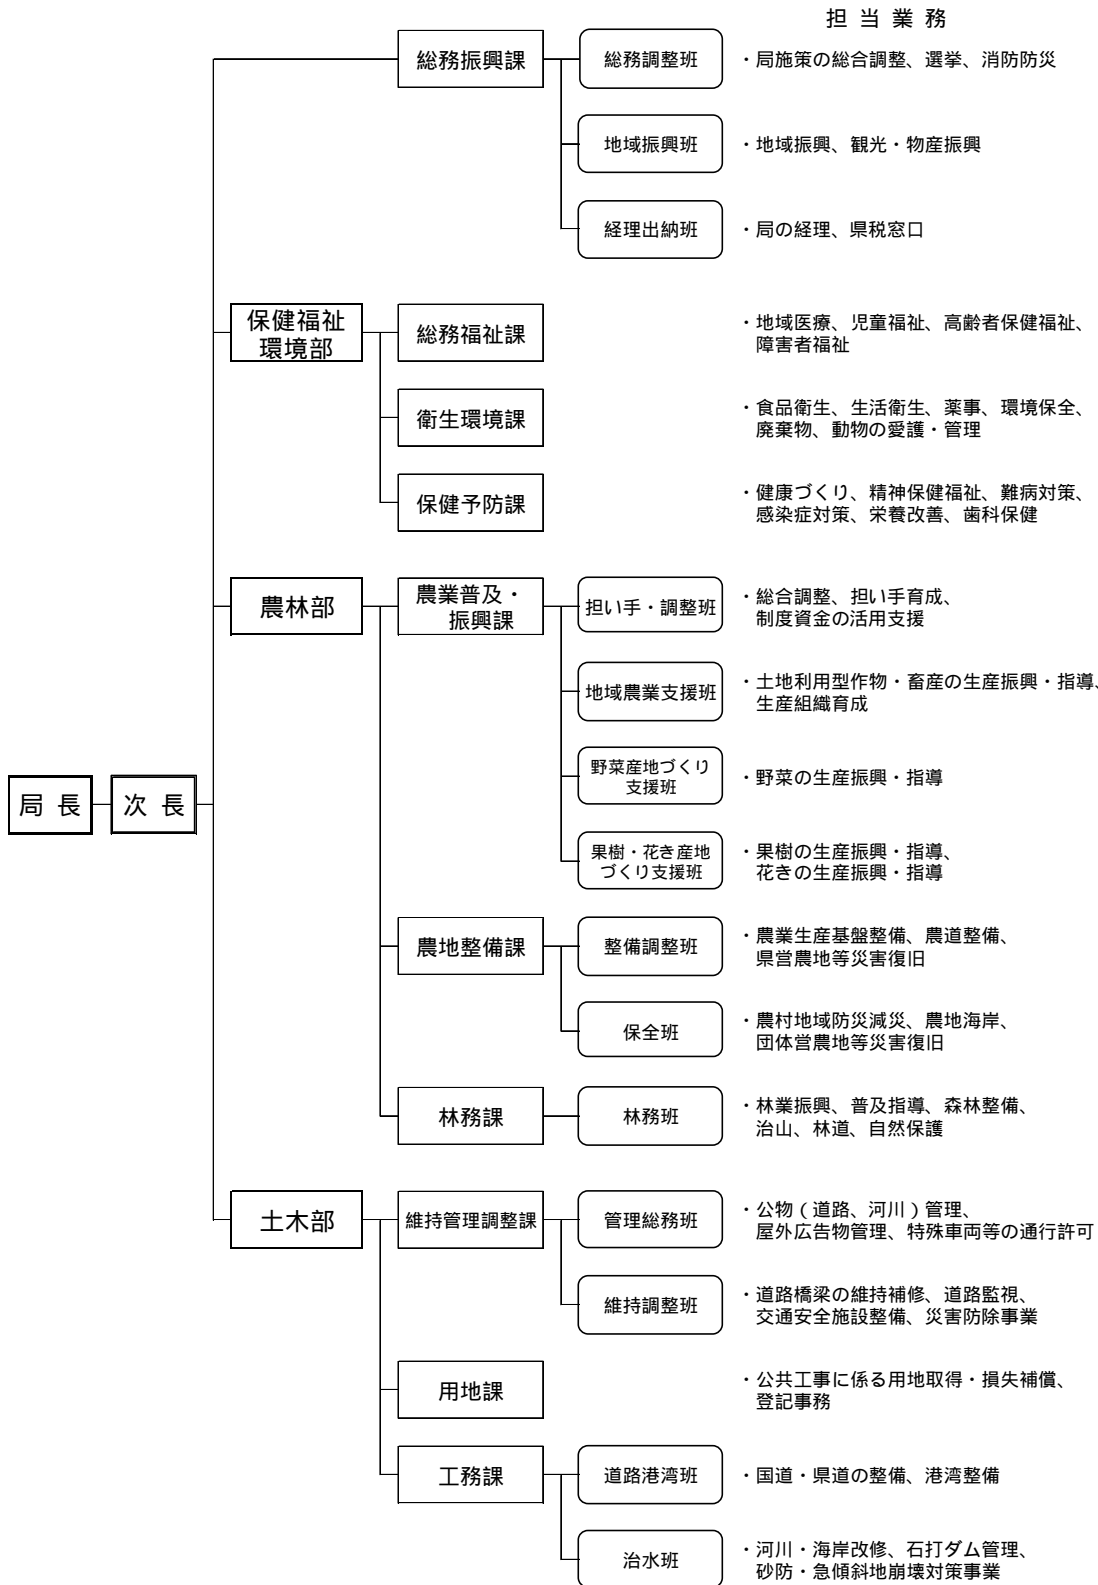 担 当 業 務
総務振興課
総務調整班
・局施策の総合調整、選挙、消防防災
地域振興班
・地域振興、観光・物産振興
経理出納班
・局の経理、県税窓口
保健福祉
環境部
総務福祉課
・地域医療、児童福祉、高齢者保健福祉、
障害者福祉
衛生環境課
・食品衛生、生活衛生、薬事、環境保全、
廃棄物、動物の愛護・管理
保健予防課
・健康づくり、精神保健福祉、難病対策、
感染症対策、栄養改善、歯科保健
農林部
農業普及・
振興課
担い手・調整班
・総合調整、担い手育成、
制度資金の活用支援
地域農業支援班
・土地利用型作物・畜産の生産振興・指導、
生産組織育成
野菜産地づくり
支援班
・野菜の生産振興・指導
局 長
次 長
果樹・花き産地
づくり支援班
・果樹の生産振興・指導、
花きの生産振興・指導
農地整備課
整備調整班
・農業生産基盤整備、農道整備、
県営農地等災害復旧
保全班
・農村地域防災減災、農地海岸、
団体営農地等災害復旧
林務課
林務班
・林業振興、普及指導、森林整備、
治山、林道、自然保護
土木部
維持管理調整課
管理総務班
・公物（道路、河川）管理、
屋外広告物管理、特殊車両等の通行許可
維持調整班
・道路橋梁の維持補修、道路監視、
交通安全施設整備、災害防除事業
用地課
・公共工事に係る用地取得・損失補償、
登記事務
工務課
道路港湾班
・国道・県道の整備、港湾整備
治水班
・河川・海岸改修、石打ダム管理、
砂防・急傾斜地崩壊対策事業